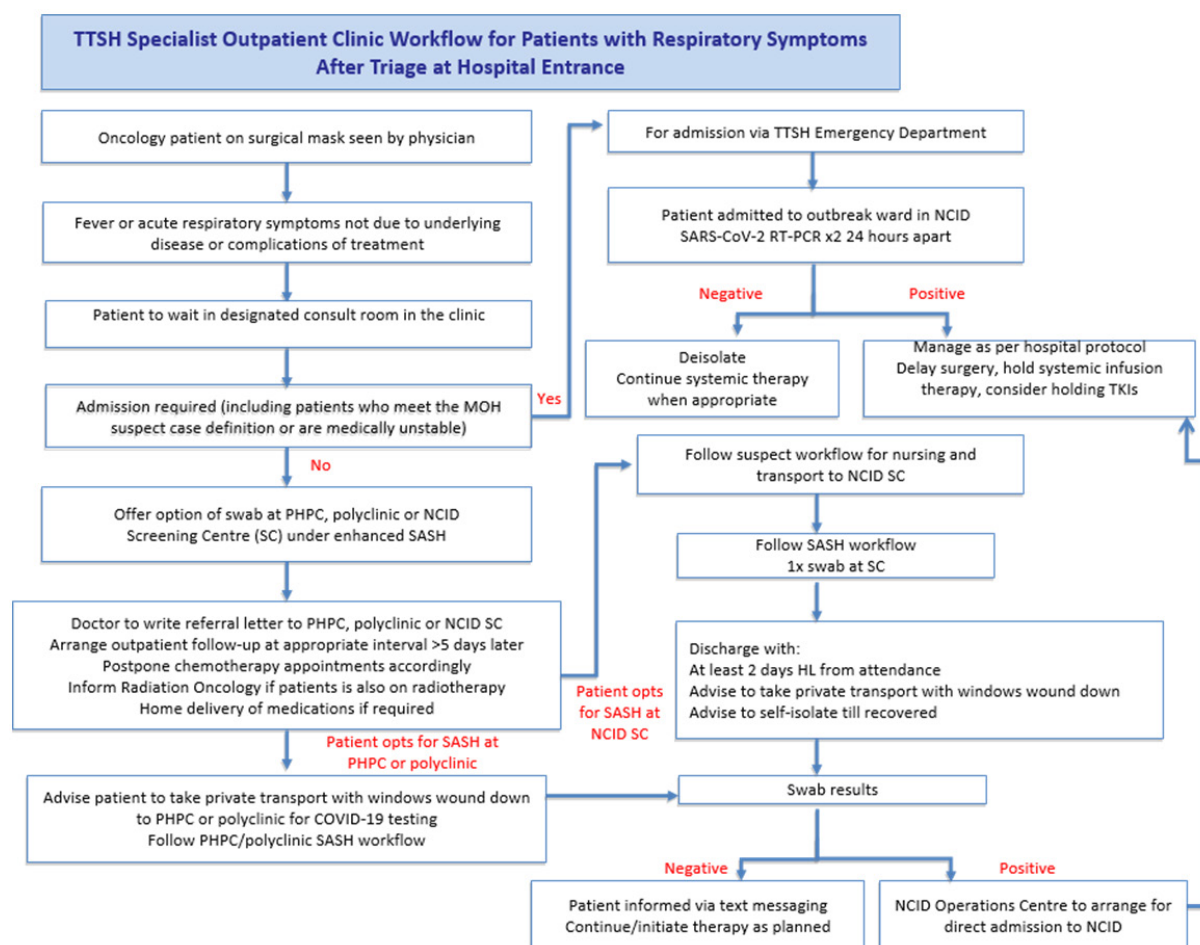 TTSH Specialist Outpatient Clinic Workflow for Patients with Respiratory Symptoms
After Triage at Hospital Entrance
Oncology patient on surgical mask seen by physician
Fever or acute respiratory symptoms not due to underlying
disease or complications of treatment
Patient to wait in designated consult room in the clinic
Admission required (including patients who meet the MOH
suspect case definition or are medically unstable)
Yes
No
For admission via TTSH Emergency Department
Patient admitted to outbreak ward in NCID
SARS-CoV-2 RT-PCR x2 24 hours apart
Negative
Positive
Deisolate
Continue systemic therapy
when appropriate
Manage as per hospital protocol
Delay surgery, hold systemic infusion
therapy, consider holding TKIs
Offer option of swab at PHPC, polyclinic or NCID
Screening Centre (SC) under enhanced SASH
Doctor to write referral letter to PHPC, polyclinic or NCID SC
Arrange outpatient follow-up at appropriate interval >5 days later
Postpone chemotherapy appointments accordingly
Inform Radiation Oncology if patients is also on radiotherapy
Home delivery of medications if required
Patient opts
for SASH at
NCID SC
Follow suspect workflow for nursing and
transport to NCID SC
Follow SASH workflow
1x swab at SC
Discharge with:
At least 2 days HL from attendance
Advise to take private transport with windows wound down
Advise to self-isolate till recovered
Patient opts for SASH at
PHPC or polyclinic
Advise patient to take private transport with windows wound down
to PHPC or polyclinic for COVID-19 testing
Follow PHPC/polyclinic SASH workflow
Swab results
Negative
Positive
Patient informed via text messaging
Continue/initiate therapy as planned
NCID Operations Centre to arrange for
direct admission to NCID